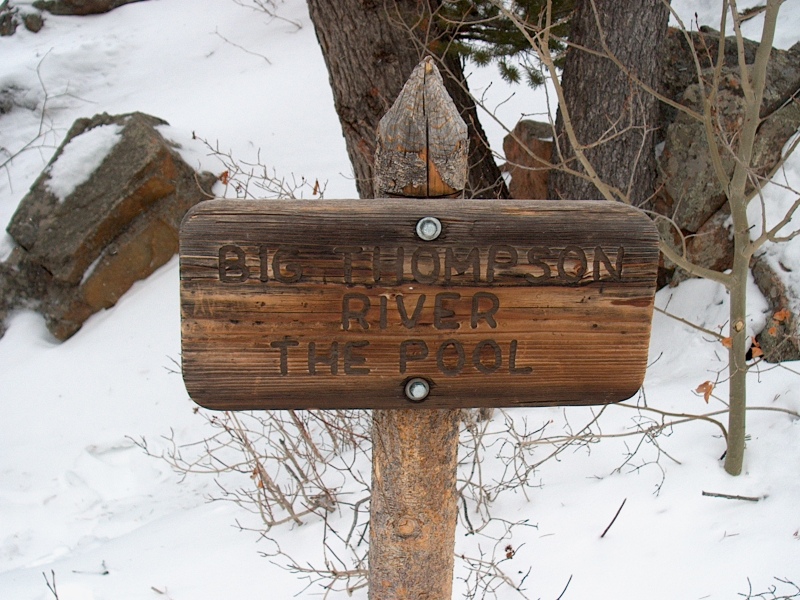 BIG THOMPSON
RIVER
THE POOL